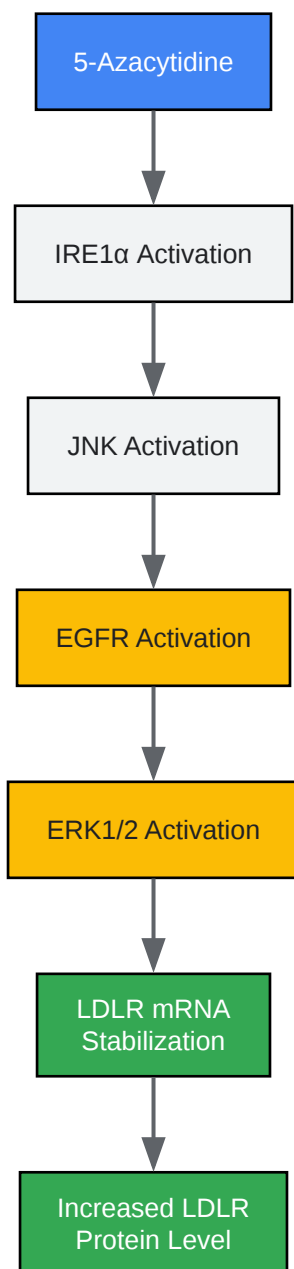 5-Azacytidine
IRE1α Activation
JNK Activation
EGFR Activation
ERK1/2 Activation
LDLR mRNA
Stabilization
Increased LDLR
Protein Level